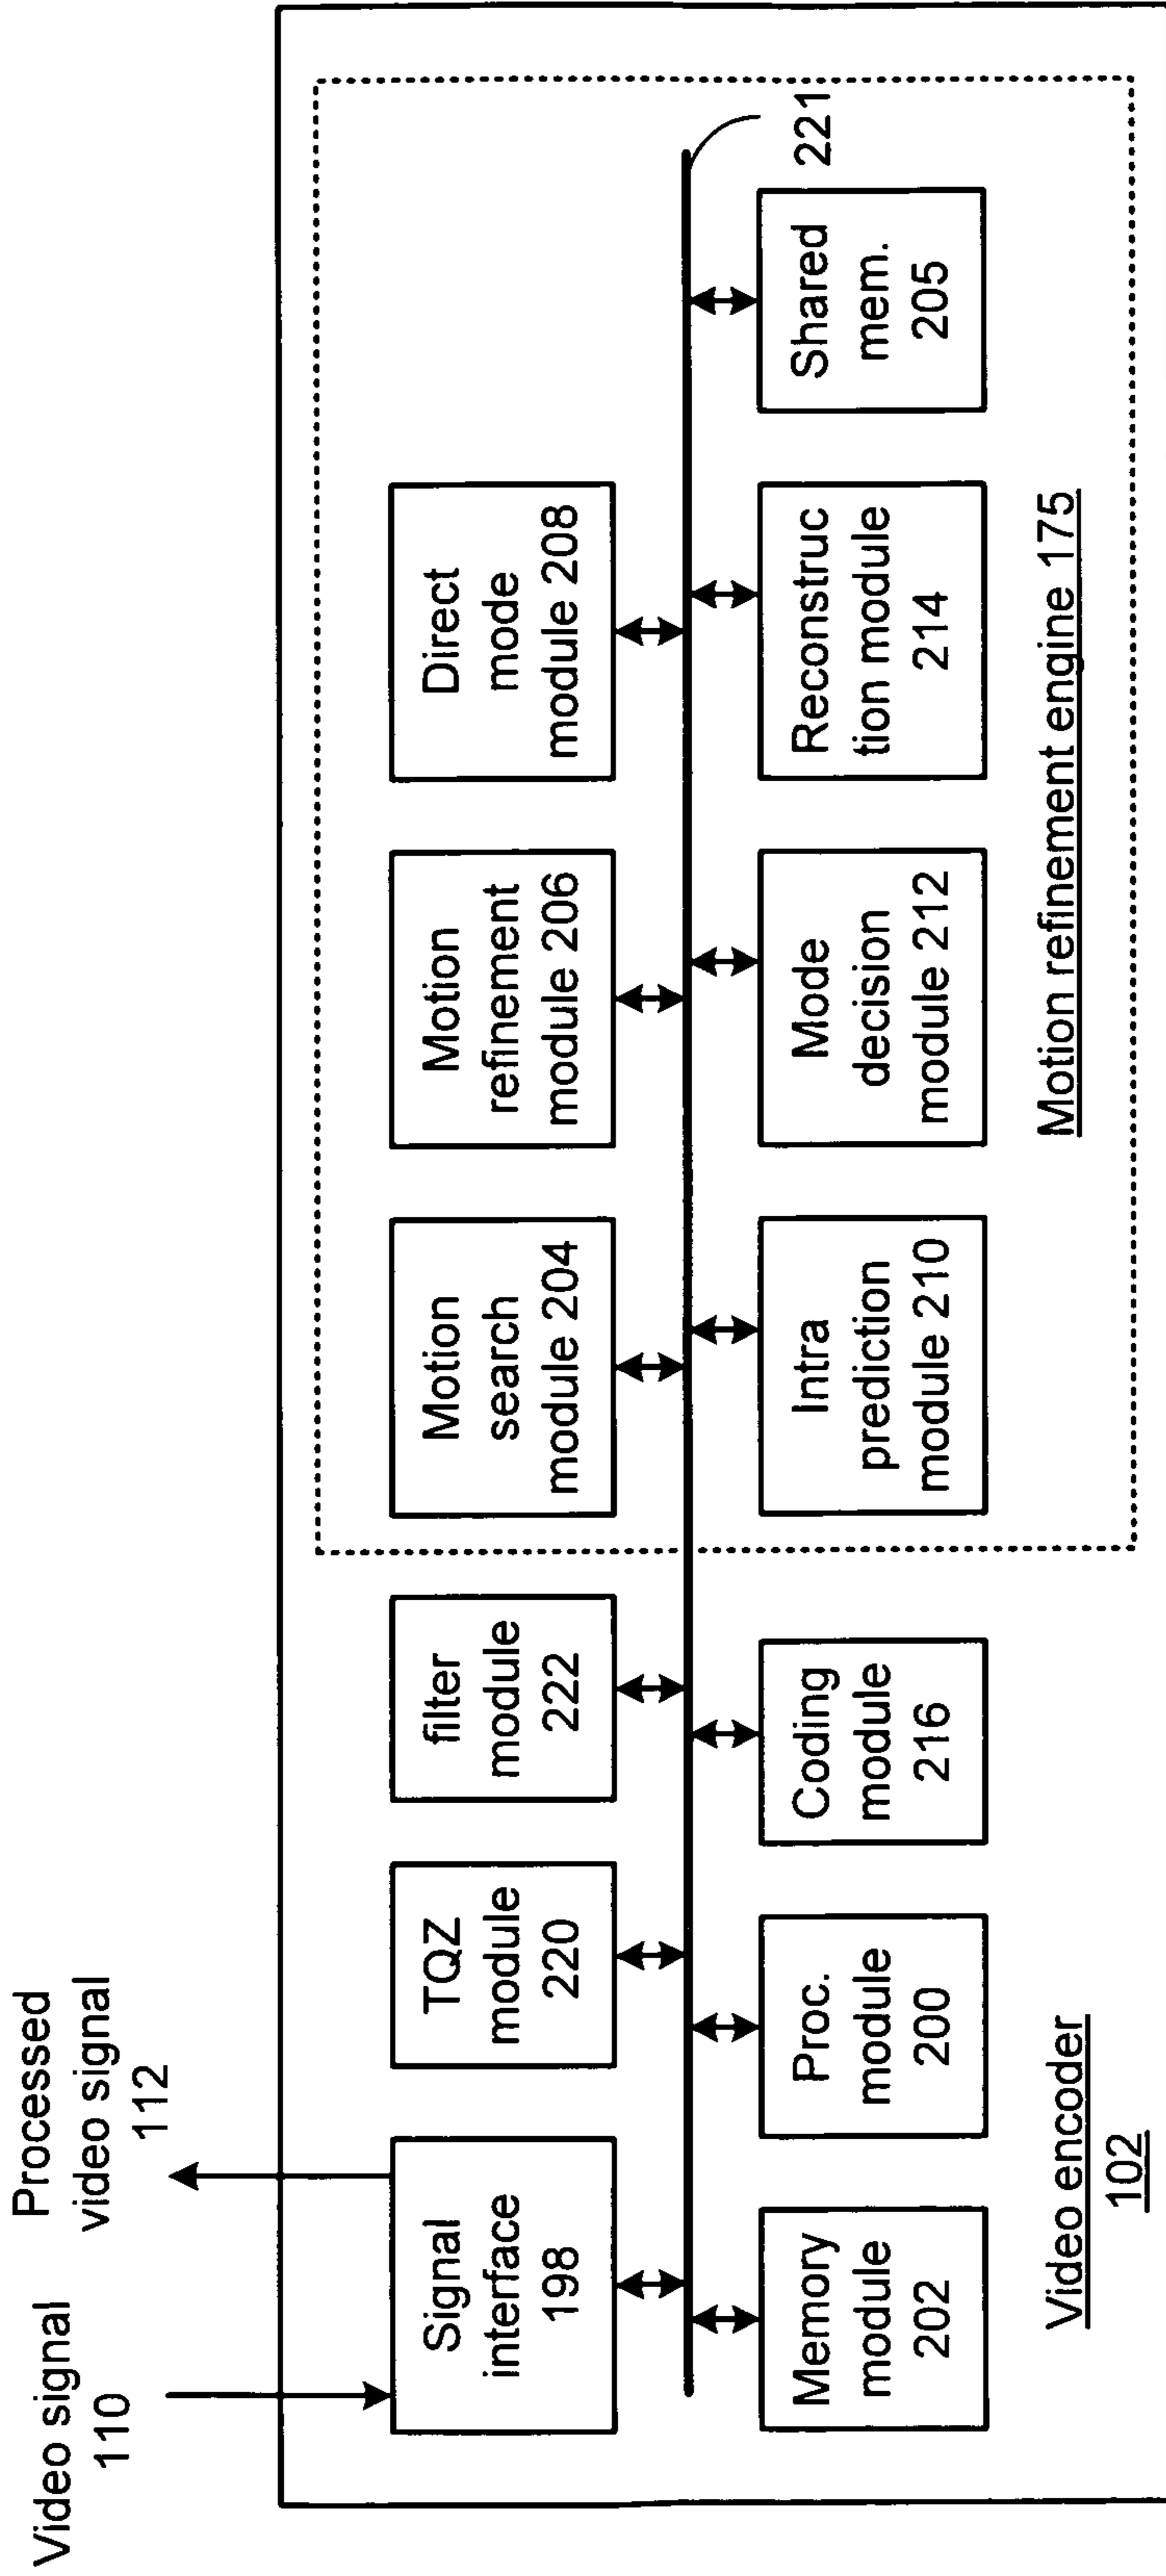 Video signal
110
Processed
video signal
112
Signal
interface
198
TQZ
module
220
filter
module
222
Motion
search
module 204
Motion
refinement
module 206
Direct
mode
module 208
221
Memory
module
202
Proc.
module
200
Coding
module
216
Intra
prediction
module 210
Mode
decision
module 212
Reconstruc
tion module
214
Shared
mem.
205
Video encoder
102
Motion refinement engine 175